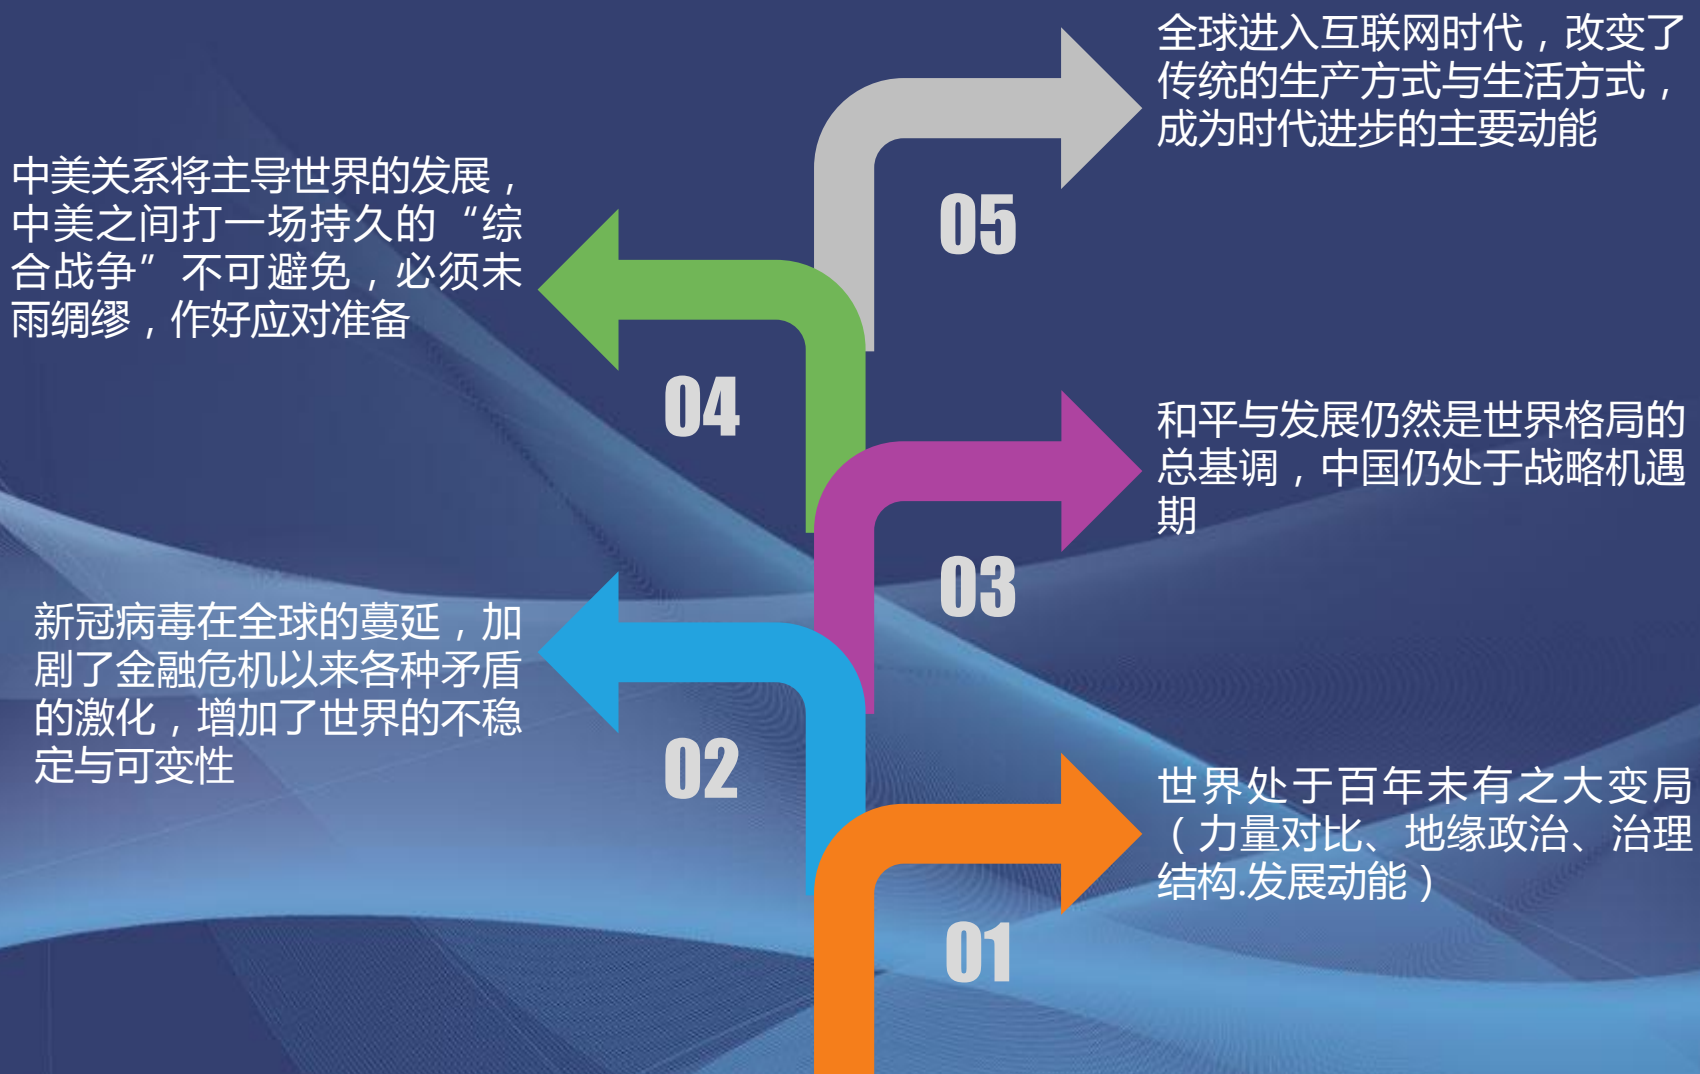 全球进入互联网时代，改变了
传统的生产方式与生活方式，
成为时代进步的主要动能
05
中美关系将主导世界的发展，
中美之间打一场持久的“综
合战争”不可避免，必须未
雨绸缪，作好应对准备
04
和平与发展仍然是世界格局的
总基调，中国仍处于战略机遇
期
03
新冠病毒在全球的蔓延，加
剧了金融危机以来各种矛盾
的激化，增加了世界的不稳
定与可变性
02
世界处于百年未有之大变局
（力量对比、地缘政治、治理
结构.发展动能）
01